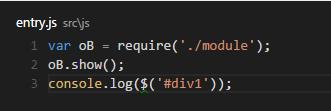 entry.js src\js
1 var oB = require('./module');
2 oB.show();
3 console.log($('#div1'));